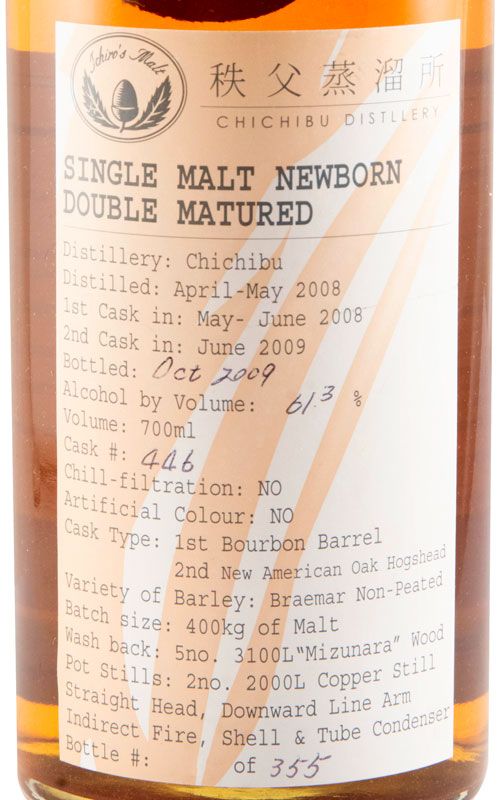 Ichiro's Malt
秩父蒸溜所
CHICHIBU DISTLLERY
SINGLE MALT NEWBORN
DOUBLE MATURED
Distillery: Chichibu
Distilled: April-May 2008
1st Cask in: May- June 2008
2nd Cask in: June 2009
Bottled: Oct 2009
Alcohol by Volume: 61.3 %
Volume: 700ml
Cask #: 446
Chill-filtration: NO
Artificial Colour: NO
Cask Type: 1st Bourbon Barrel
2nd New American Oak Hogshead
Variety of Barley: Braemar Non-Peated
Batch size: 400kg of Malt
Wash back: 5no. 3100L"Mizunara" Wood
Pot Stills: 2no. 2000L Copper Still
Straight Head, Downward Line Arm
Indirect Fire, Shell & Tube Condenser
Bottle #: of 355